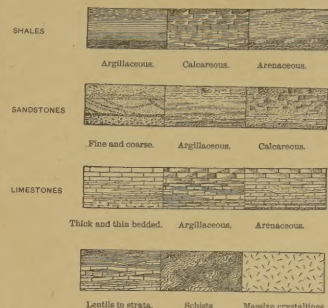 SHALES
Argillaceous. Calcareous. Arenaceous.
SANDSTONES
Fine and coarse. Argillaceous. Calcareous.
LIMESTONES
Thick and thin bedded. Argillaceous. Arenaceous.
Lentils in strata. Schists. Massive crystallines.